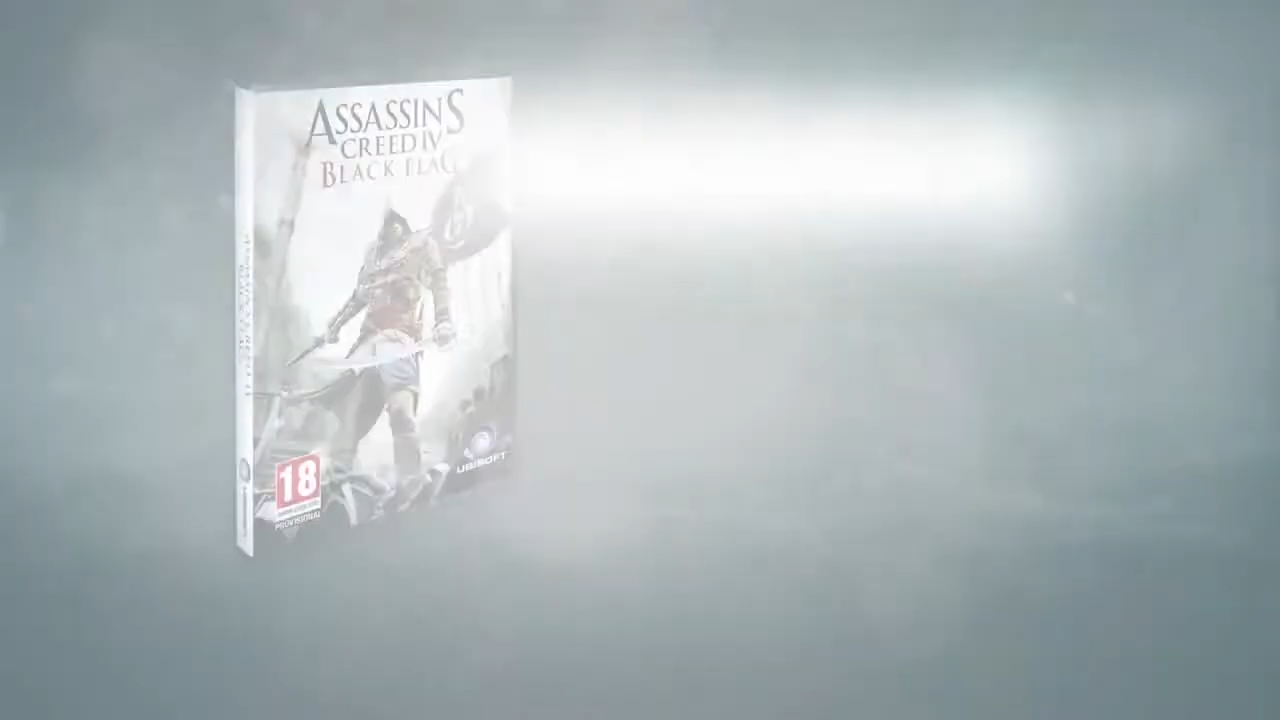 ASSASSIN'S
CREED IV
BLACK FLAG
18
PROVISIONAL
UBISOFT